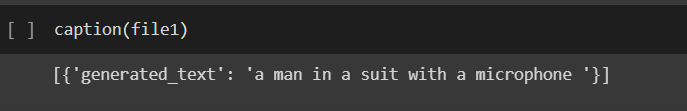 [ ] caption(file1)
[{'generated_text': 'a man in a suit with a microphone '}]